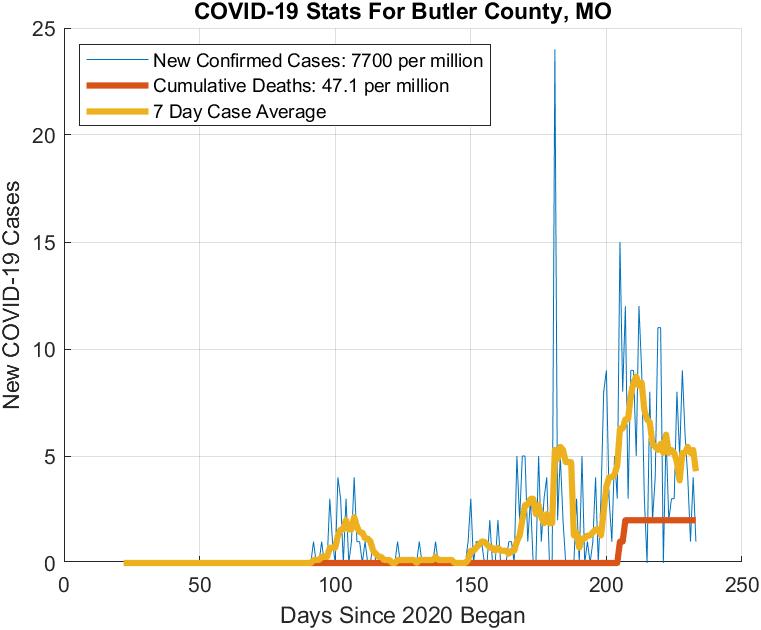 COVID-19 Stats For Butler County, MO
New Confirmed Cases: 7700 per million
Cumulative Deaths: 47.1 per million
7 Day Case Average
New COVID-19 Cases
25
20
15
10
5
0
0 50 100 150 200 250
Days Since 2020 Began